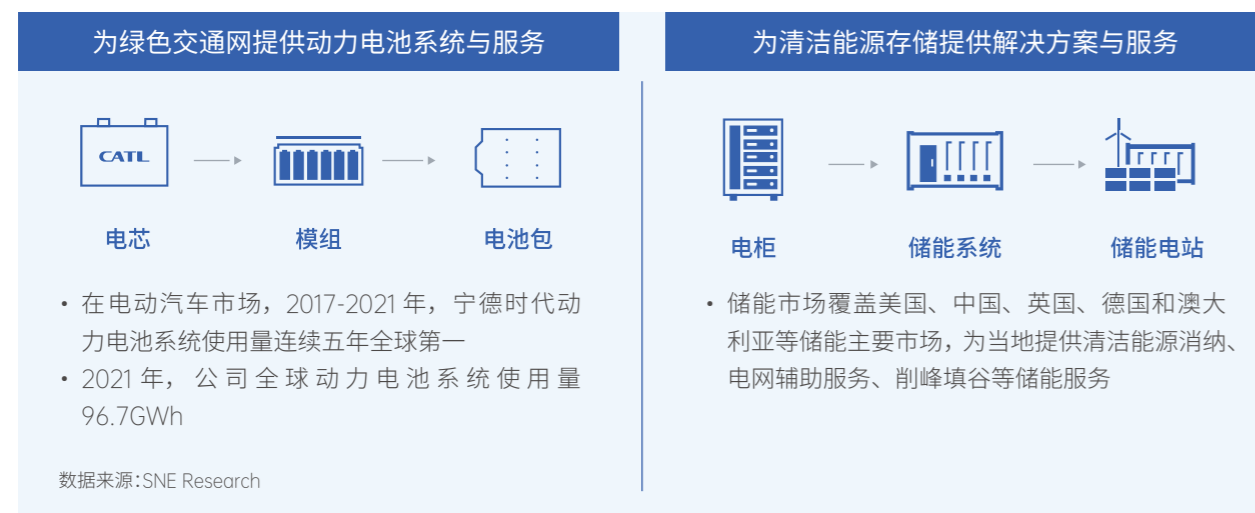 为绿色交通网提供动力电池系统与服务
CATL
电芯
模组
电池包
• 在电动汽车市场，2017-2021 年，宁德时代动
力电池系统使用量连续五年全球第一
• 2021 年，公司全球动力电池系统使用量
96.7GWh
数据来源：SNE Research
为清洁能源存储提供解决方案与服务
电柜
储能系统
储能电站
• 储能市场覆盖美国、中国、英国、德国和澳大
利亚等储能主要市场，为当地提供清洁能源消纳、
电网辅助服务、削峰填谷等储能服务